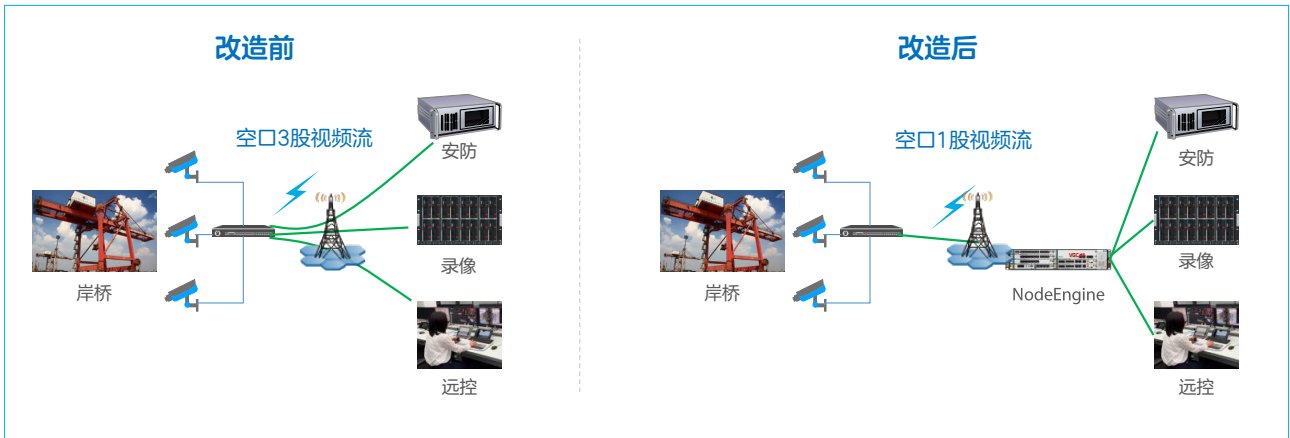 改造前
空口3股视频流
安防
录像
岸桥
远控
改造后
空口1股视频流
安防
录像
岸桥
NodeEngine
远控